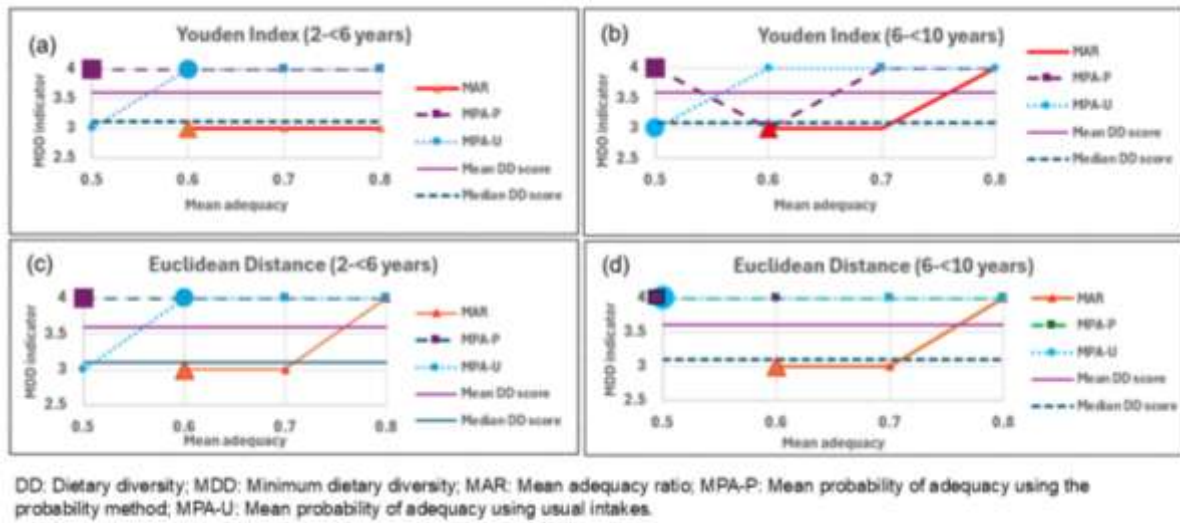 (a)
Youden Index (2-<6 years)
MDD indicator
4
3.5
3
2.5
0.5
0.6
0.7
0.8
Mean adequacy
MAR
MPA-P
MPA-U
Mean DD score
Median DD score
(b)
Youden Index (6-<10 years)
MDD indicator
4
3.5
3
2.5
0.5
0.6
0.7
0.8
Mean adequacy
MAR
MPA-P
MPA-U
Mean DD score
Median DD score
(c)
Euclidean Distance (2-<6 years)
MDD indicator
4
3.5
3
2.5
0.5
0.6
0.7
0.8
Mean adequacy
MAR
MPA-P
MPA-U
Mean DD score
Median DD score
(d)
Euclidean Distance (6-<10 years)
MDD indicator
4
3.5
3
2.5
0.5
0.6
0.7
0.8
Mean adequacy
MAR
MPA-P
MPA-U
Mean DD score
Median DD score
DD: Dietary diversity; MDD: Minimum dietary diversity; MAR: Mean adequacy ratio; MPA-P: Mean probability of adequacy using the
probability method; MPA-U: Mean probability of adequacy using usual intakes.